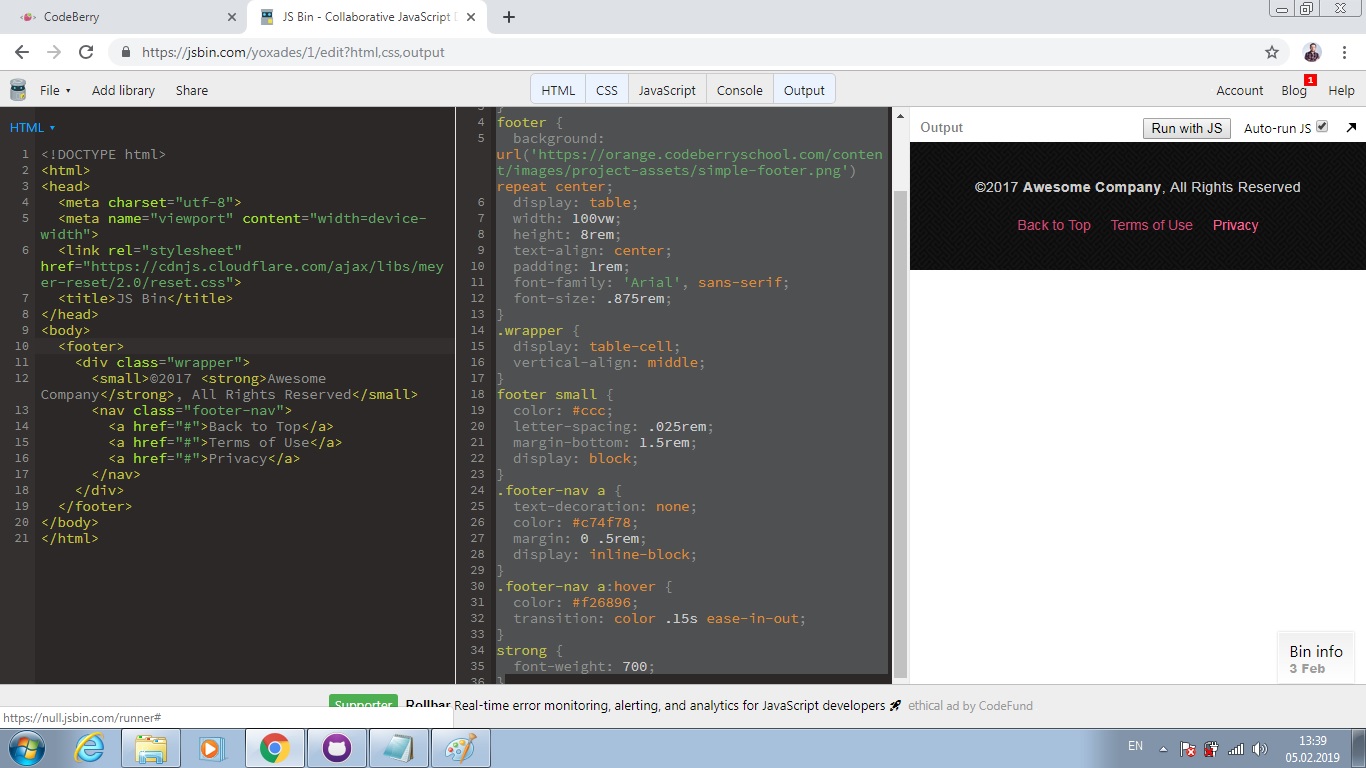 CodeBerry
JS Bin - Collaborative JavaScript
https://jsbin.com/yoxades/1/edit?html,css,output
File Add library Share HTML CSS JavaScript Console Output Account Blog 1 Help
HTML
1 <!DOCTYPE html>
2 <html>
3 <head>
4 <meta charset="utf-8">
5 <meta name="viewport" content="width=device-
width">
6 <link rel="stylesheet"
href="https://cdnjs.cloudflare.com/ajax/libs/mey
er-reset/2.0/reset.css">
7 <title>JS Bin</title>
8 </head>
9 <body>
10 <footer>
11 <div class="wrapper">
12 <small>©2017 <strong>Awesome
Company</strong>, All Rights Reserved</small>
13 <nav class="footer-nav">
14 <a href="#">Back to Top</a>
15 <a href="#">Terms of Use</a>
16 <a href="#">Privacy</a>
17 </nav>
18 </div>
19 </footer>
20 </body>
21 </html>
3 }
4 footer {
5 background:
url('https://orange.codeberryschool.com/conten
t/images/project-assets/simple-footer.png')
repeat center;
6 display: table;
7 width: 100vw;
8 height: 8rem;
9 text-align: center;
10 padding: 1rem;
11 font-family: 'Arial', sans-serif;
12 font-size: .875rem;
13 }
14 .wrapper {
15 display: table-cell;
16 vertical-align: middle;
17 }
18 footer small {
19 color: #ccc;
20 letter-spacing: .025rem;
21 margin-bottom: 1.5rem;
22 display: block;
23 }
24 .footer-nav a {
25 text-decoration: none;
26 color: #c74f78;
27 margin: 0 .5rem;
28 display: inline-block;
29 }
30 .footer-nav a:hover {
31 color: #f26896;
32 transition: color .15s ease-in-out;
33 }
34 strong {
35 font-weight: 700;
36 }
Output Run with JS Auto-run JS
©2017 Awesome Company, All Rights Reserved
Back to Top Terms of Use Privacy
Bin info
3 Feb
Supporter Rollbar Real-time error monitoring, alerting, and analytics for JavaScript developers 🚀 ethical ad by CodeFund
https://null.jsbin.com/runner#
EN 13:39
05.02.2019